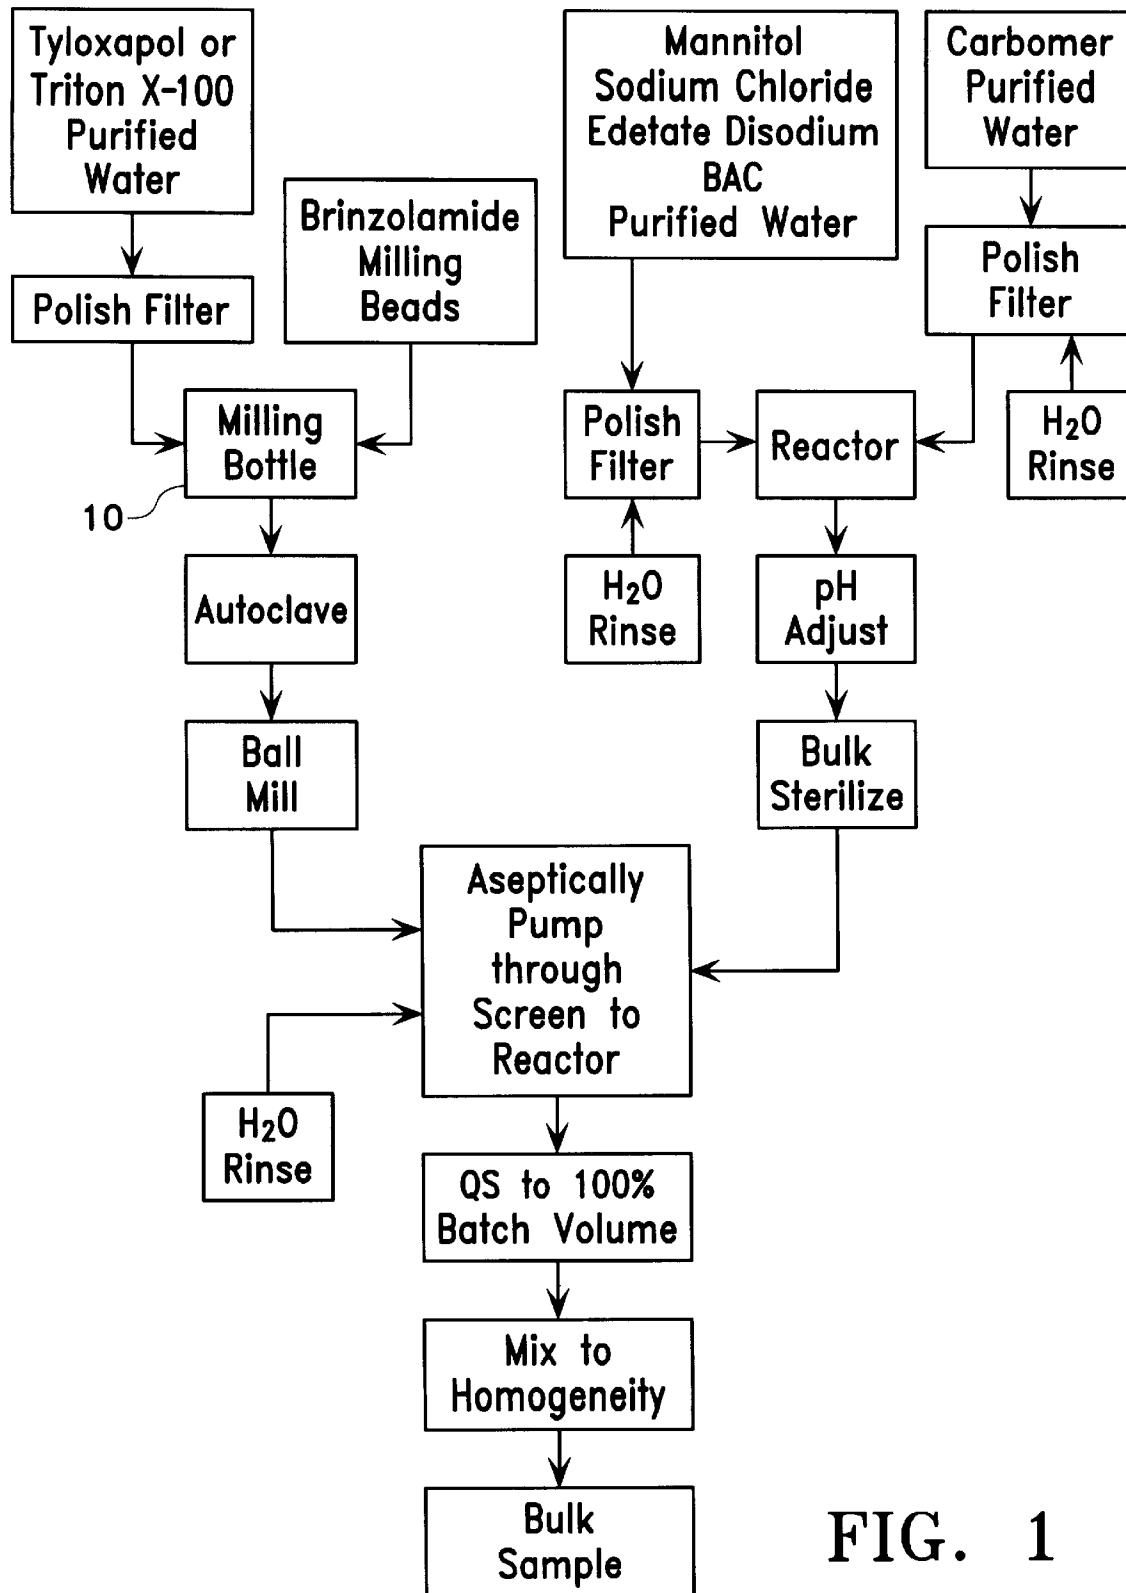 Tyloxapol or
Triton X-100
Purified
Water
Mannitol
Sodium Chloride
Edetate Disodium
BAC
Purified Water
Carbomer
Purified
Water
Brinzolamide
Milling
Beads
Polish Filter
Polish
Filter
Milling
Bottle
10
Polish
Filter
Reactor
H2O
Rinse
Autoclave
H2O
Rinse
pH
Adjust
Ball
Mill
Bulk
Sterilize
Aseptically
Pump
through
Screen to
Reactor
H2O
Rinse
QS to 100%
Batch Volume
Mix to
Homogeneity
Bulk
Sample
FIG. 1